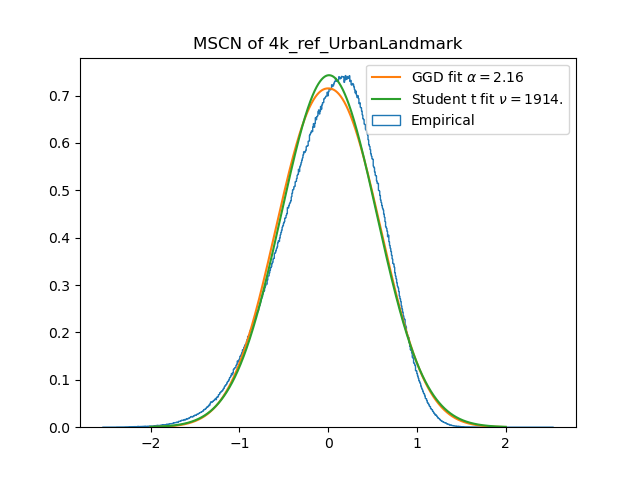 MSCN of 4k_ref_UrbanLandmark
GGD fit α = 2.16
Student t fit ν = 1914.
Empirical
0.7
0.6
0.5
0.4
0.3
0.2
0.1
0.0
−2 −1 0 1 2